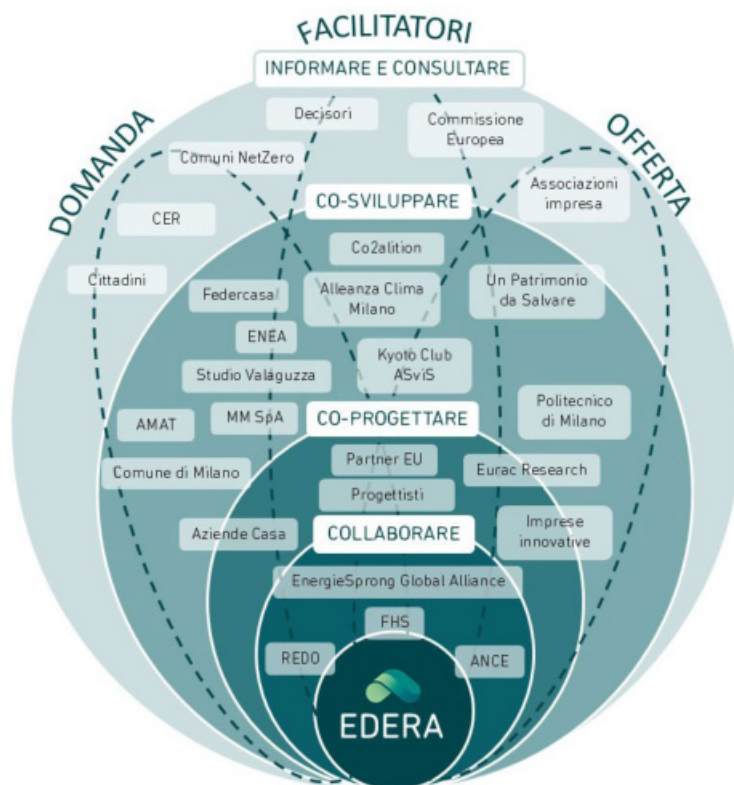 FACILITATORI
INFORMARE E CONSULTARE
DOMANDA
OFFERTA
Decisori
Commissione
Europea
Comuni NetZero
Associazioni
impresa
CER
CO-SVILUPPARE
Cittadini
Co2alition
Federcasa
Alleanza Clima
Milano
Un Patrimonio
da Salvare
ENEA
Studio Valaguzza
Kyoto Club
ASviS
AMAT
MM SpA
CO-PROGETTARE
Politecnico
di Milano
Comune di Milano
Partner EU
Eurac Research
Progettisti
Aziende Casa
COLLABORARE
Imprese
innovative
EnergieSprong Global Alliance
FHS
REDO
ANCE
EDERA